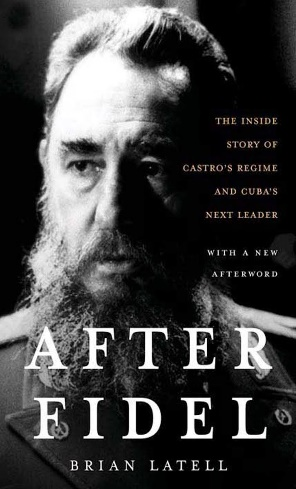 THE INSIDE
STORY OF
CASTRO'S REGIME
AND CUBA'S
NEXT LEADER
WITH A NEW
AFTERWORD
AFTER
FIDEL
BRIAN LATELL